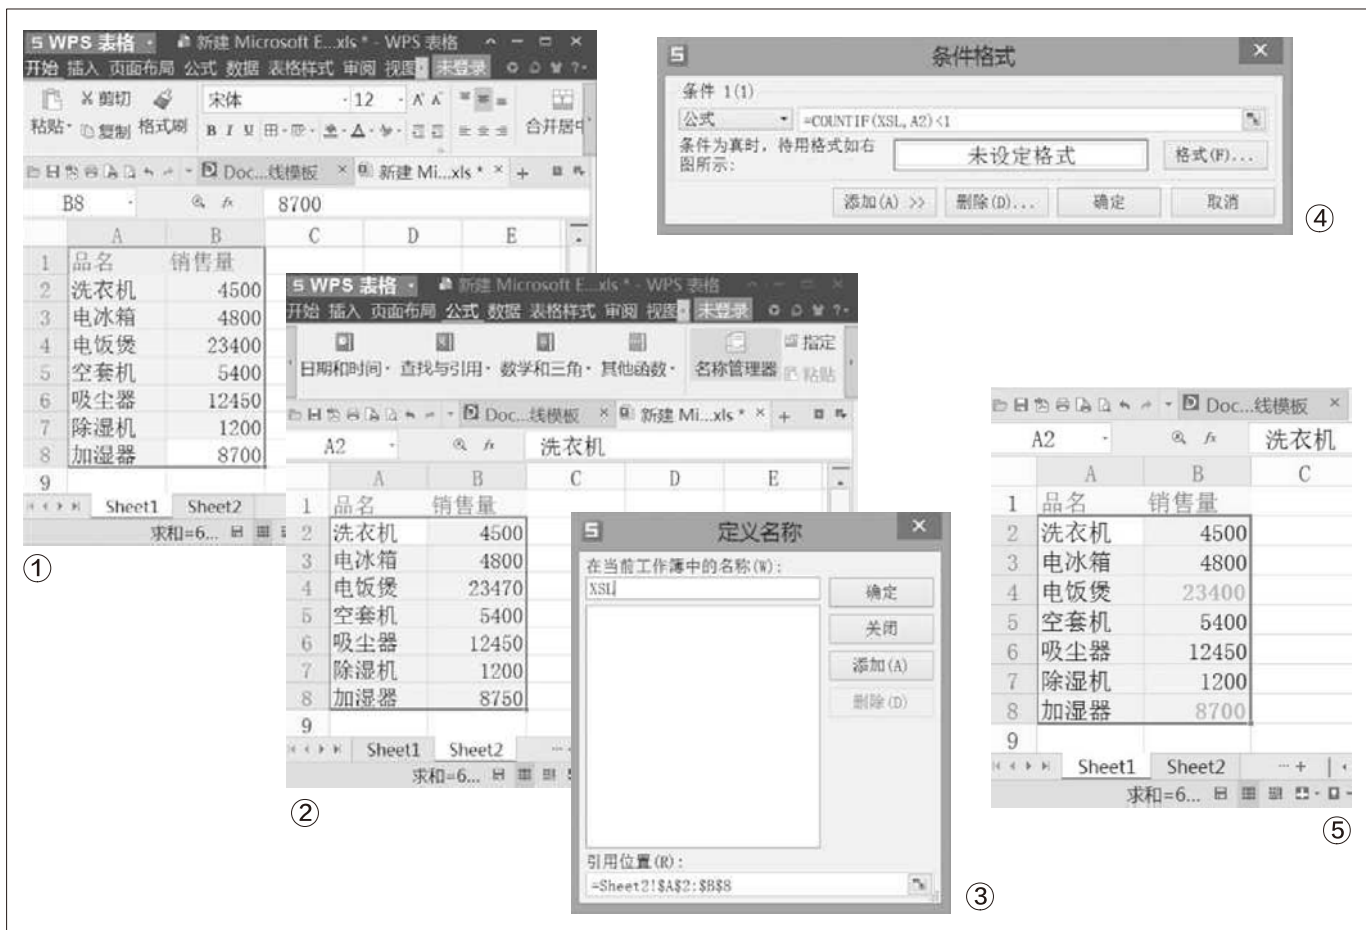 WPS 表格
新建 Microsoft E...xls * - WPS 表格
开始 插入 页面布局 公式 数据 表格样式 审阅 视图 未登录
剪切
宋体 12
粘贴 复制 格式刷
B I U A 合并居中
Doc...线模板 × 新建 Mi...xls * × +
B8 fx 8700
A B C D E
1 品名 销售量
2 洗衣机 4500
3 电冰箱 4800
4 电饭煲 23400
5 空套机 5400
6 吸尘器 12450
7 除湿机 1200
8 加湿器 8700
9
Sheet1 Sheet2
求和=6...
①
WPS 表格
新建 Microsoft E...xls * - WPS 表格
开始 插入 页面布局 公式 数据 表格样式 审阅 视图 未登录
指定
日期和时间 查找与引用 数学和三角 其他函数 名称管理器 粘贴
Doc...线模板 × 新建 Mi...xls * × +
A2 fx 洗衣机
A B C D E
1 品名 销售量
2 洗衣机 4500
3 电冰箱 4800
4 电饭煲 23470
5 空套机 5400
6 吸尘器 12450
7 除湿机 1200
8 加湿器 8750
9
Sheet1 Sheet2 ...
求和=6...
②
定义名称
在当前工作簿中的名称(W):
XSL
确定
关闭
添加(A)
删除(D)
引用位置(R):
=Sheet2!$A$2:$B$8
③
条件格式
条件 1(1)
公式 =COUNTIF(XSL,A2)<1
条件为真时，待用格式如右
图所示:
未设定格式
格式(F)...
添加(A) >> 删除(D)... 确定 取消
④
Doc...线模板 ×
A2 fx 洗衣机
A B C
1 品名 销售量
2 洗衣机 4500
3 电冰箱 4800
4 电饭煲 23400
5 空套机 5400
6 吸尘器 12450
7 除湿机 1200
8 加湿器 8700
9
Sheet1 Sheet2 ... +
求和=6...
⑤